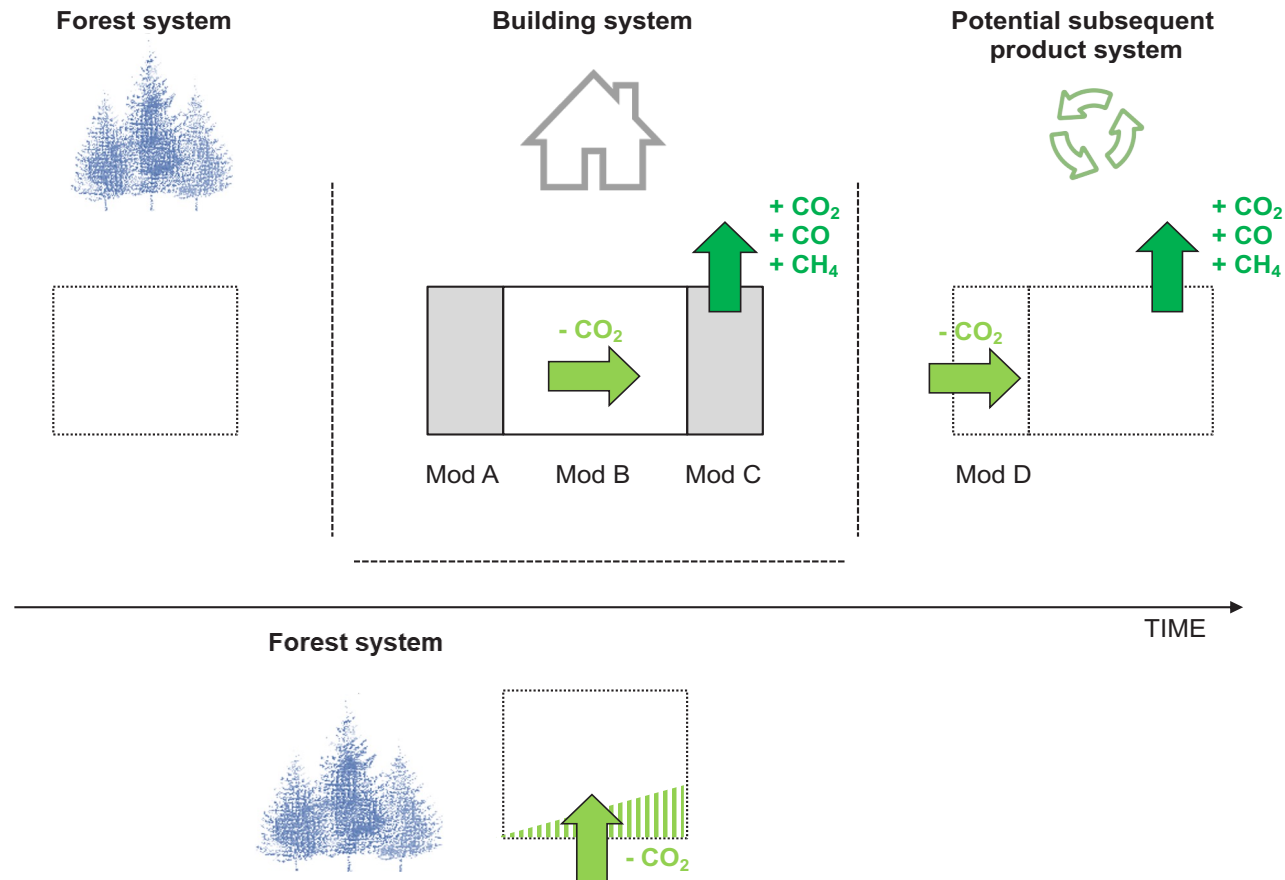 Forest system
Building system
Potential subsequent
product system
+ CO₂
+ CO
+ CH₄
+ CO₂
+ CO
+ CH₄
- CO₂
- CO₂
Mod A
Mod B
Mod C
Mod D
TIME
Forest system
- CO₂